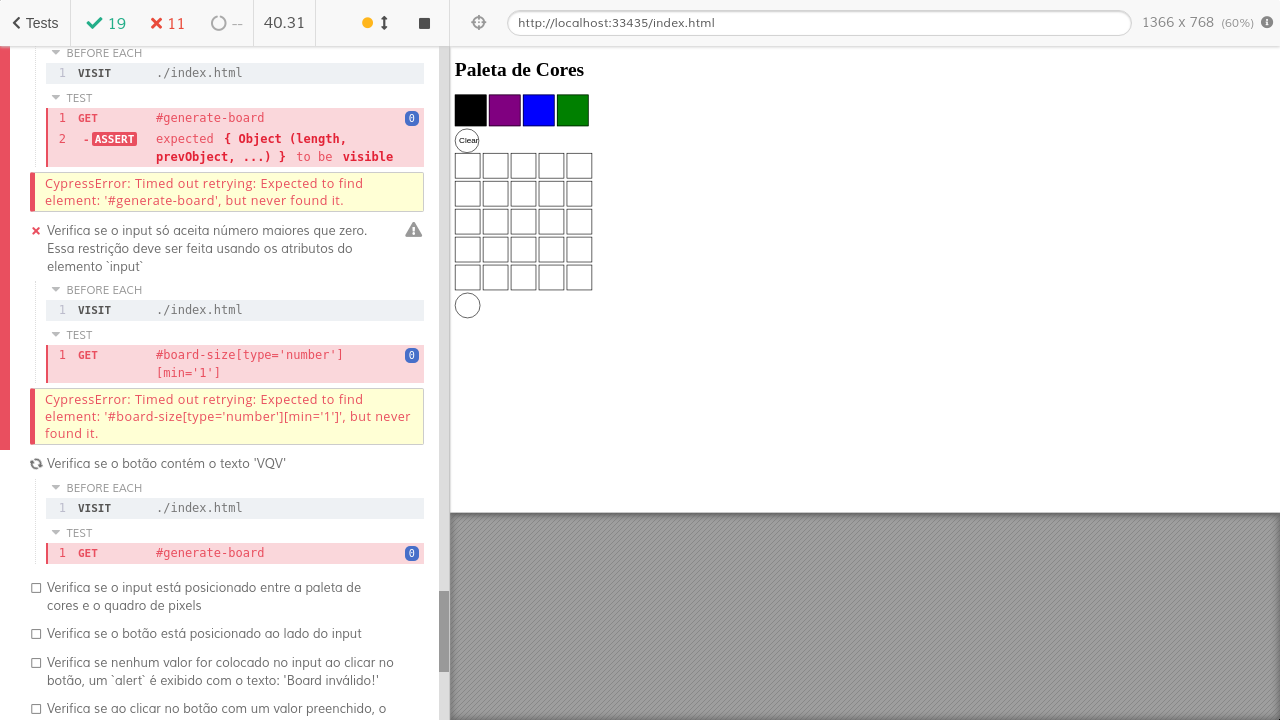 Tests 19 11 -- 40.31 http://localhost:33435/index.html 1366 x 768 (60%)
BEFORE EACH
1 VISIT ./index.html
TEST
1 GET #generate-board 0
2 -ASSERT expected { Object (length,
prevObject, ...) } to be visible
CypressError: Timed out retrying: Expected to find
element: '#generate-board', but never found it.
Verifica se o input só aceita número maiores que zero.
Essa restrição deve ser feita usando os atributos do
elemento `input`
BEFORE EACH
1 VISIT ./index.html
TEST
1 GET #board-size[type='number'] 0
[min='1']
CypressError: Timed out retrying: Expected to find
element: '#board-size[type='number'][min='1']', but never
found it.
Verifica se o botão contém o texto 'VQV'
BEFORE EACH
1 VISIT ./index.html
TEST
1 GET #generate-board 0
Verifica se o input está posicionado entre a paleta de
cores e o quadro de pixels
Verifica se o botão está posicionado ao lado do input
Verifica se nenhum valor for colocado no input ao clicar no
botão, um `alert` é exibido com o texto: 'Board inválido!'
Verifica se ao clicar no botão com um valor preenchido, o
Paleta de Cores
Clear